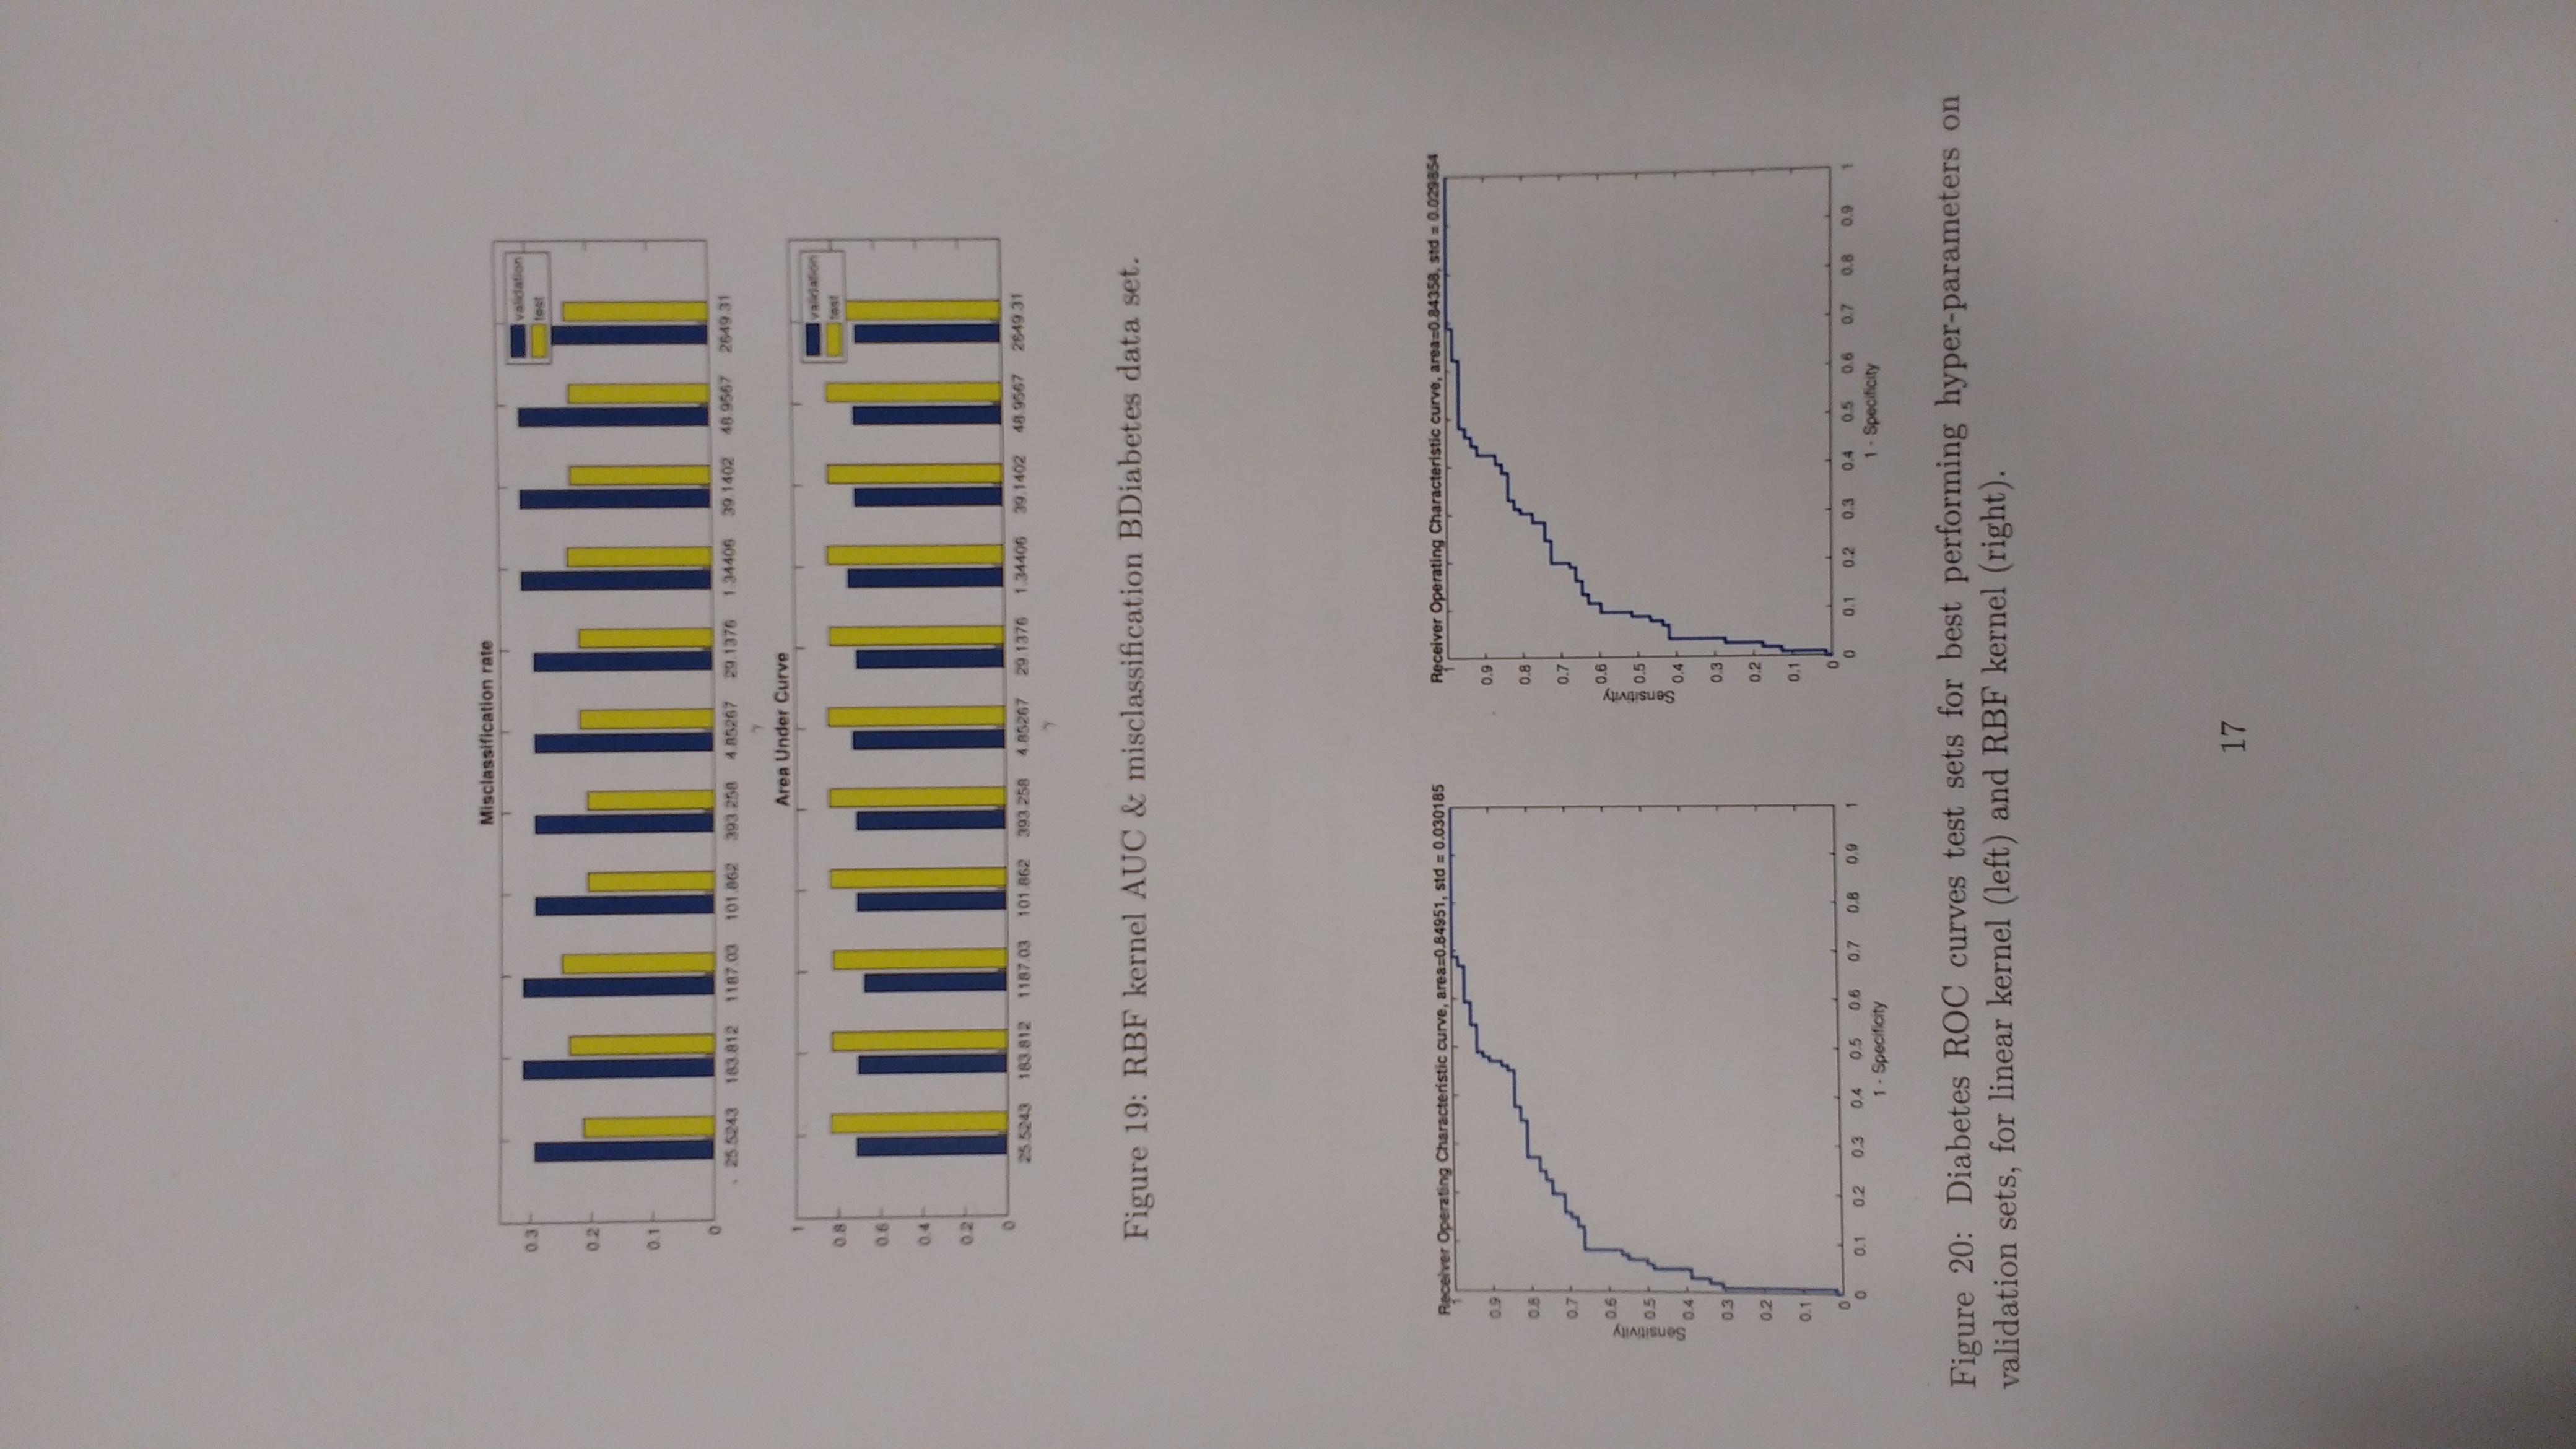 Misclassification rate
0.3
0.2
0.1
0
validation
test
25.5243 183.812 1187.03 101.862 393.258 4.85267 29.1376 1.34406 39.1402 48.9567 2649.31
γ
Area Under Curve
1
0.8
0.6
0.4
0.2
0
validation
test
25.5243 183.812 1187.03 101.862 393.258 4.85267 29.1376 1.34406 39.1402 48.9567 2649.31
γ
Figure 19: RBF kernel AUC & misclassification BDiabetes data set.
Receiver Operating Characteristic curve, area=0.84951, std = 0.030185
1
0.9
0.8
0.7
0.6
0.5
0.4
0.3
0.2
0.1
0
Sensitivity
0 0.1 0.2 0.3 0.4 0.5 0.6 0.7 0.8 0.9 1
1 - Specificity
Receiver Operating Characteristic curve, area=0.84358, std = 0.029854
1
0.9
0.8
0.7
0.6
0.5
0.4
0.3
0.2
0.1
0
Sensitivity
0 0.1 0.2 0.3 0.4 0.5 0.6 0.7 0.8 0.9 1
1 - Specificity
Figure 20: Diabetes ROC curves test sets for best performing hyper-parameters on
validation sets, for linear kernel (left) and RBF kernel (right).
17